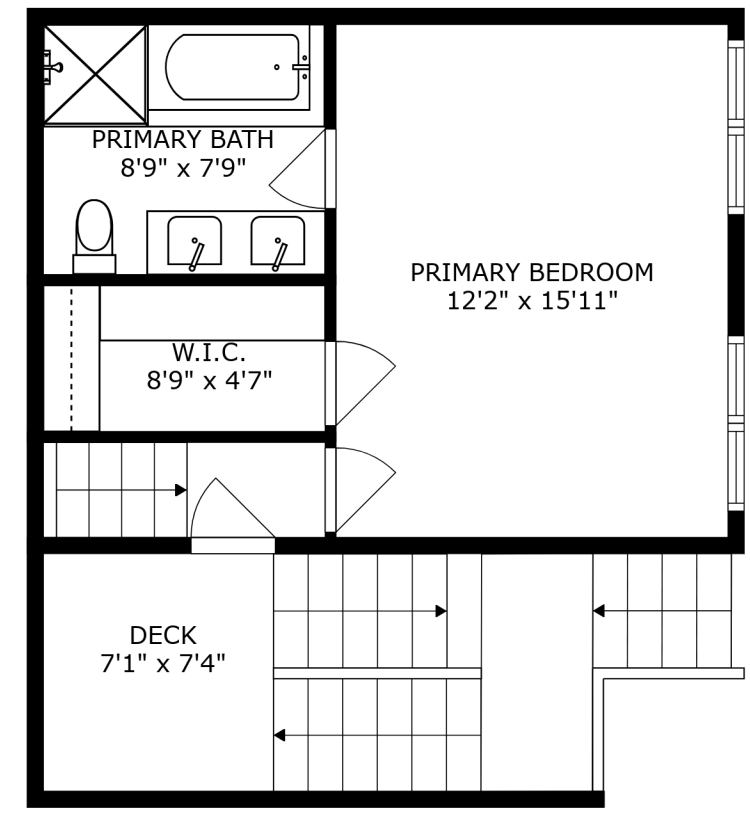 PRIMARY BATH
8'9" x 7'9"
PRIMARY BEDROOM
12'2" x 15'11"
W.I.C.
8'9" x 4'7"
DECK
7'1" x 7'4"